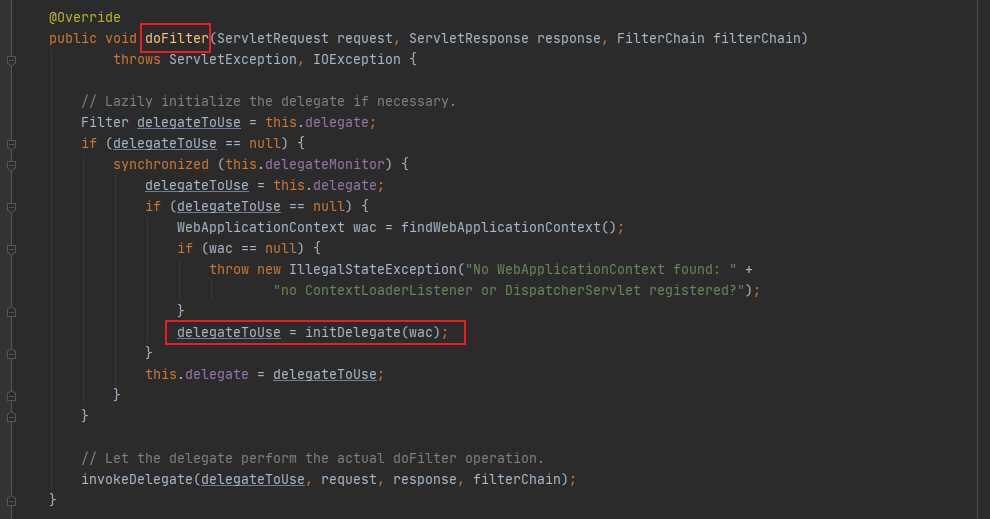 @Override
public void doFilter(ServletRequest request, ServletResponse response, FilterChain filterChain)
throws ServletException, IOException {
// Lazily initialize the delegate if necessary.
Filter delegateToUse = this.delegate;
if (delegateToUse == null) {
synchronized (this.delegateMonitor) {
delegateToUse = this.delegate;
if (delegateToUse == null) {
WebApplicationContext wac = findWebApplicationContext();
if (wac == null) {
throw new IllegalStateException("No WebApplicationContext found: " +
"no ContextLoaderListener or DispatcherServlet registered?");
}
delegateToUse = initDelegate(wac);
}
this.delegate = delegateToUse;
}
}
// Let the delegate perform the actual doFilter operation.
invokeDelegate(delegateToUse, request, response, filterChain);
}